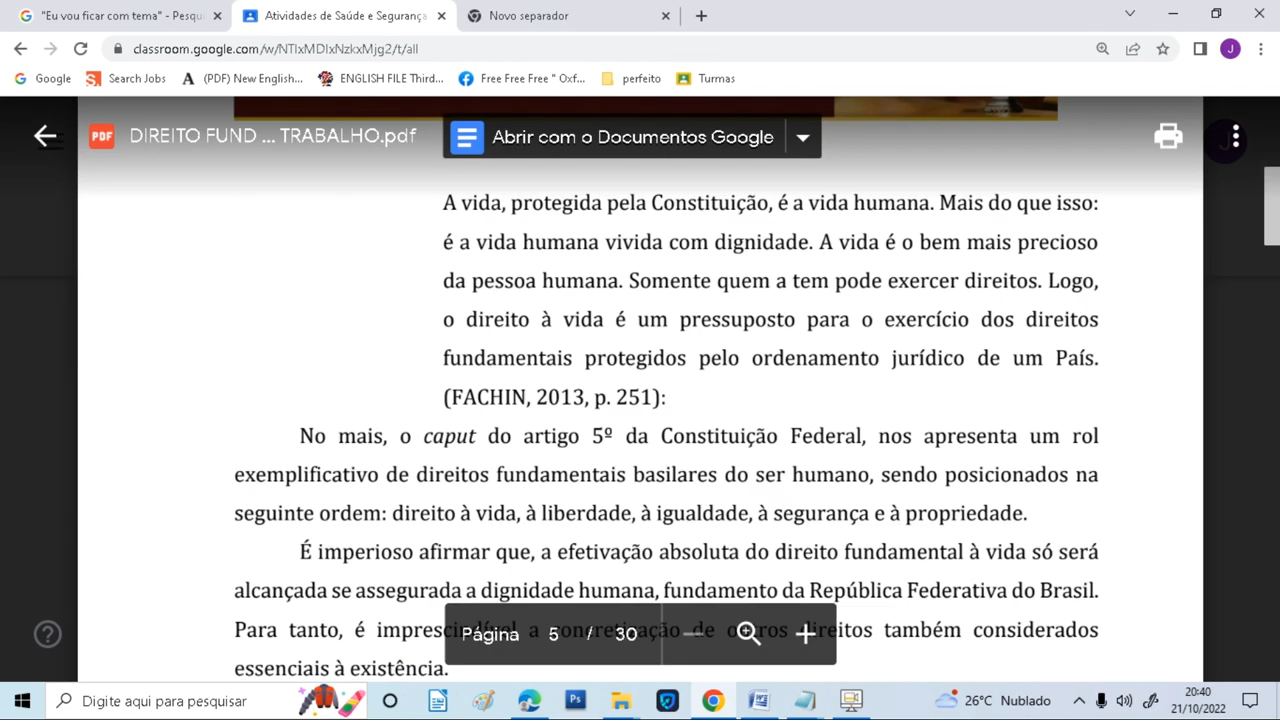 "Eu vou ficar com tema" - Pesqu
Atividades de Saúde e Segurança
Novo separador
classroom.google.com/w/NTIxMDIxNzkxMjg2/t/all
J
Google
Search Jobs
(PDF) New English...
ENGLISH FILE Third...
Free Free Free " Oxf...
perfeito
Turmas
PDF
DIREITO FUND ... TRABALHO.pdf
Abrir com o Documentos Google
A vida, protegida pela Constituição, é a vida humana. Mais do que isso:
é a vida humana vivida com dignidade. A vida é o bem mais precioso
da pessoa humana. Somente quem a tem pode exercer direitos. Logo,
o direito à vida é um pressuposto para o exercício dos direitos
fundamentais protegidos pelo ordenamento jurídico de um País.
(FACHIN, 2013, p. 251):
No mais, o caput do artigo 5º da Constituição Federal, nos apresenta um rol
exemplificativo de direitos fundamentais basilares do ser humano, sendo posicionados na
seguinte ordem: direito à vida, à liberdade, à igualdade, à segurança e à propriedade.
É imperioso afirmar que, a efetivação absoluta do direito fundamental à vida só será
alcançada se assegurada a dignidade humana, fundamento da República Federativa do Brasil.
Para tanto, é imprescindível a concretização de outros direitos também considerados
essenciais à existência.
Página 5 / 30
Digite aqui para pesquisar
Ps
26°C Nublado
20:40
21/10/2022